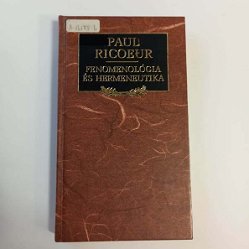 PAUL
RICOEUR
FENOMENOLÓGIA
ÉS HERMENEUTIKA